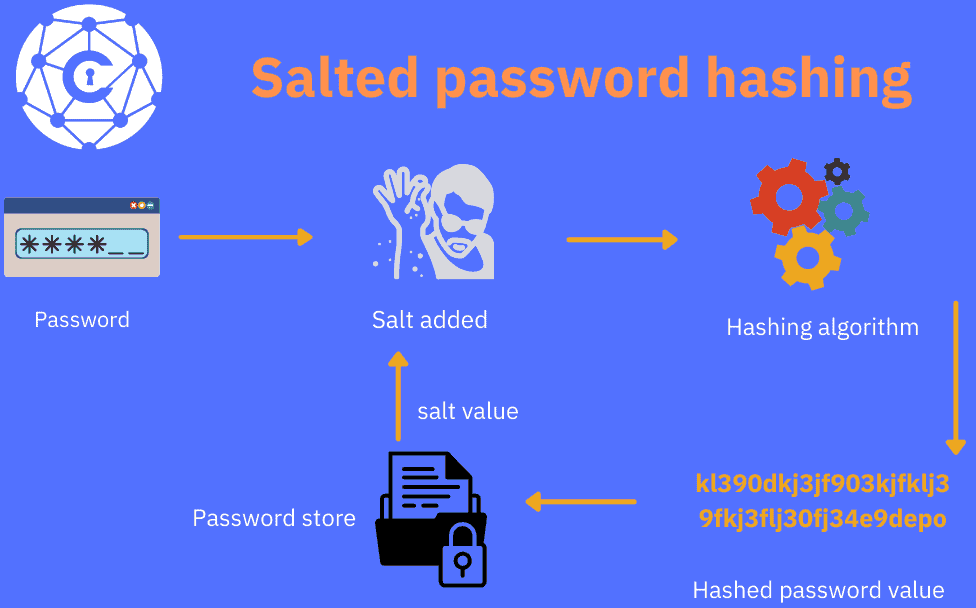 Salted password hashing
****__
Password
Salt added
Hashing algorithm
salt value
kl390dkj3jf903kjfklj3
9fkj3flj30fj34e9depo
Password store
Hashed password value